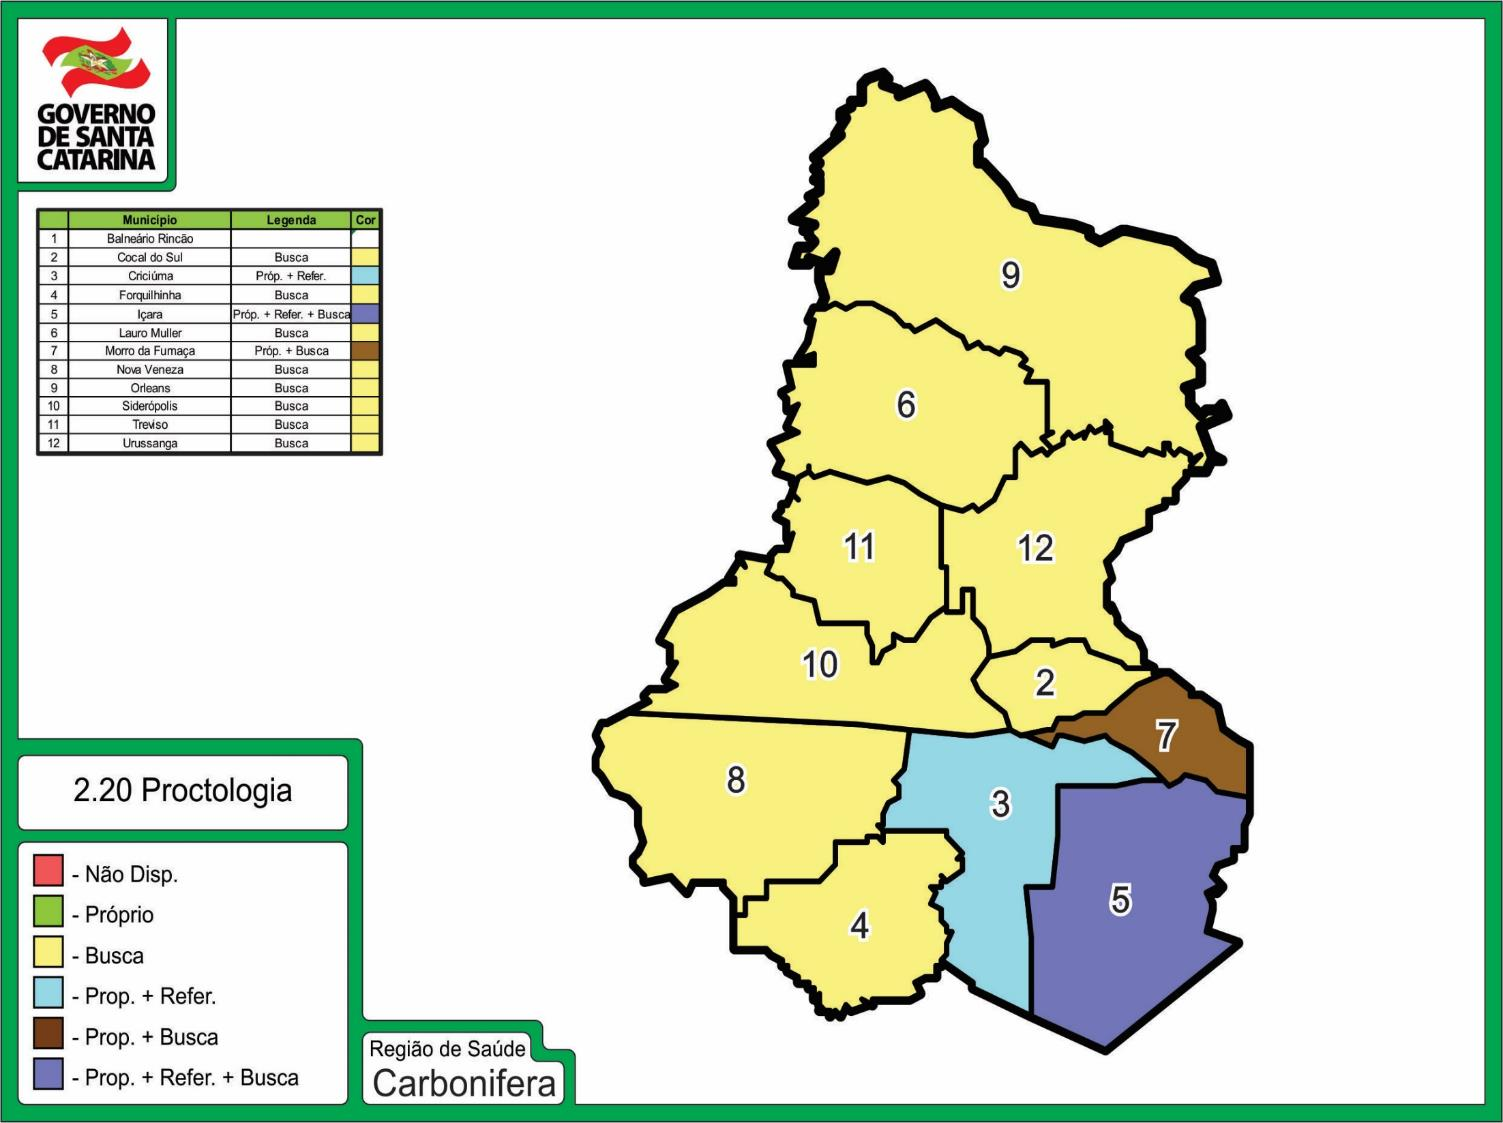 GOVERNO
DE SANTA
CATARINA
Município Legenda Cor
1 Balneário Rincão
2 Cocal do Sul Busca
3 Criciúma Próp. + Refer.
4 Forquilhinha Busca
5 Içara Próp. + Refer. + Busca
6 Lauro Muller Busca
7 Morro da Fumaça Próp. + Busca
8 Nova Veneza Busca
9 Orleans Busca
10 Siderópolis Busca
11 Treviso Busca
12 Urussanga Busca
9
6
11
12
10
2
7
8
3
5
4
2.20 Proctologia
- Não Disp.
- Próprio
- Busca
- Prop. + Refer.
- Prop. + Busca
- Prop. + Refer. + Busca
Região de Saúde
Carbonifera